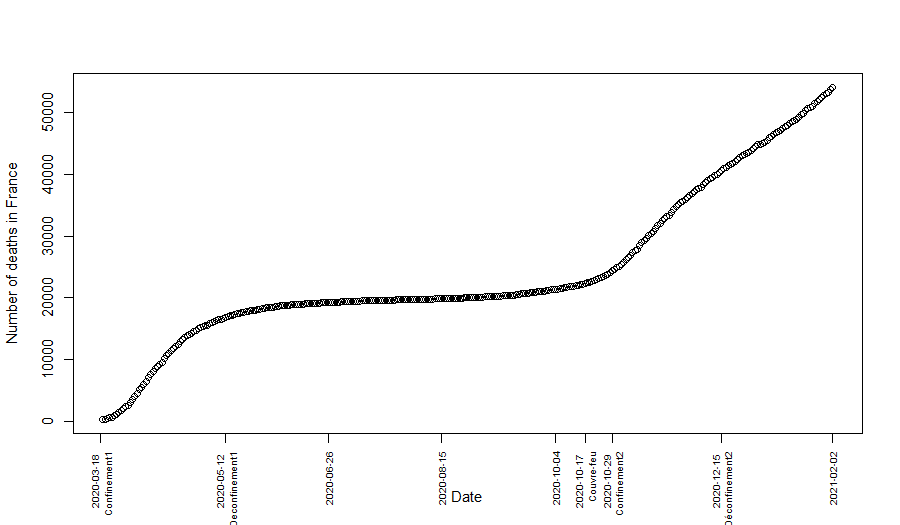 Number of deaths in France
50000
40000
30000
20000
10000
0
2020-03-18
Confinement1
2020-05-12
Deconfinement1
2020-06-26
2020-08-15
2020-10-04
2020-10-17
Couvre-feu
2020-10-29
Confinement2
2020-12-15
Déconfinement2
2021-02-02
Date